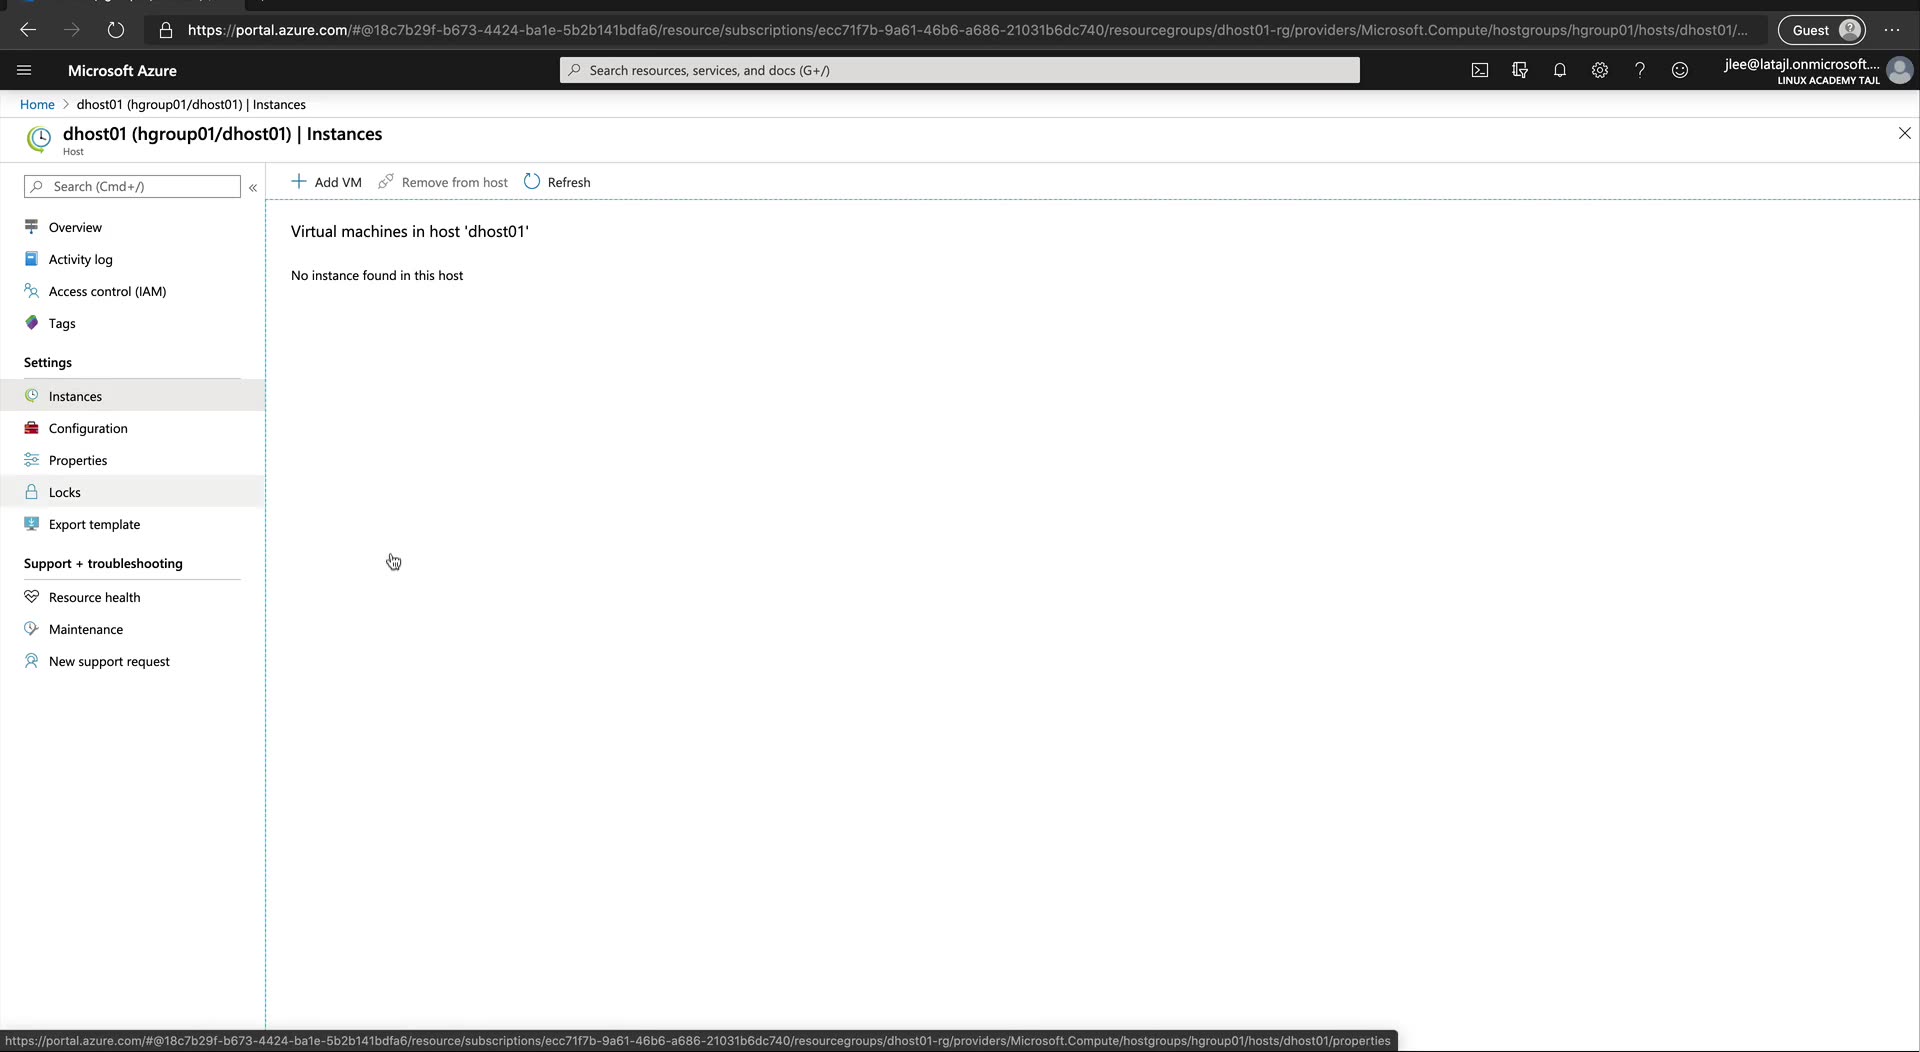 https://portal.azure.com/#@18c7b29f-b673-4424-ba1e-5b2b141bdfa6/resource/subscriptions/ecc71f7b-9a61-46b6-a686-21031b6dc740/resourcegroups/dhost01-rg/providers/Microsoft.Compute/hostgroups/hgroup01/hosts/dhost01/...
Guest
Microsoft Azure
Search resources, services, and docs (G+/)
jlee@latajl.onmicrosoft....
LINUX ACADEMY TAJL
Home > dhost01 (hgroup01/dhost01) | Instances
dhost01 (hgroup01/dhost01) | Instances
Host
Search (Cmd+/)
«
Add VM
Remove from host
Refresh
Overview
Activity log
Access control (IAM)
Tags
Settings
Instances
Configuration
Properties
Locks
Export template
Support + troubleshooting
Resource health
Maintenance
New support request
Virtual machines in host 'dhost01'
No instance found in this host
https://portal.azure.com/#@18c7b29f-b673-4424-ba1e-5b2b141bdfa6/resource/subscriptions/ecc71f7b-9a61-46b6-a686-21031b6dc740/resourcegroups/dhost01-rg/providers/Microsoft.Compute/hostgroups/hgroup01/hosts/dhost01/properties